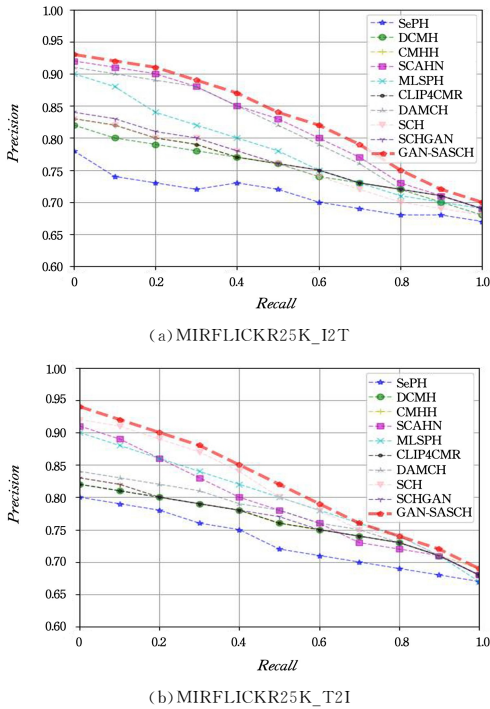 1.00
0.95
0.90
0.85
0.80
0.75
0.70
0.65
0.60
Precision
0
0.2
0.4
0.6
0.8
1.0
Recall
SePH
DCMH
CMHH
SCAHN
MLSPH
CLIP4CMR
DAMCH
SCH
SCHGAN
GAN-SASCH
(a)MIRFLICKR25K_I2T
1.00
0.95
0.90
0.85
0.80
0.75
0.70
0.65
0.60
Precision
0
0.2
0.4
0.6
0.8
1.0
Recall
SePH
DCMH
CMHH
SCAHN
MLSPH
CLIP4CMR
DAMCH
SCH
SCHGAN
GAN-SASCH
(b)MIRFLICKR25K_T2I